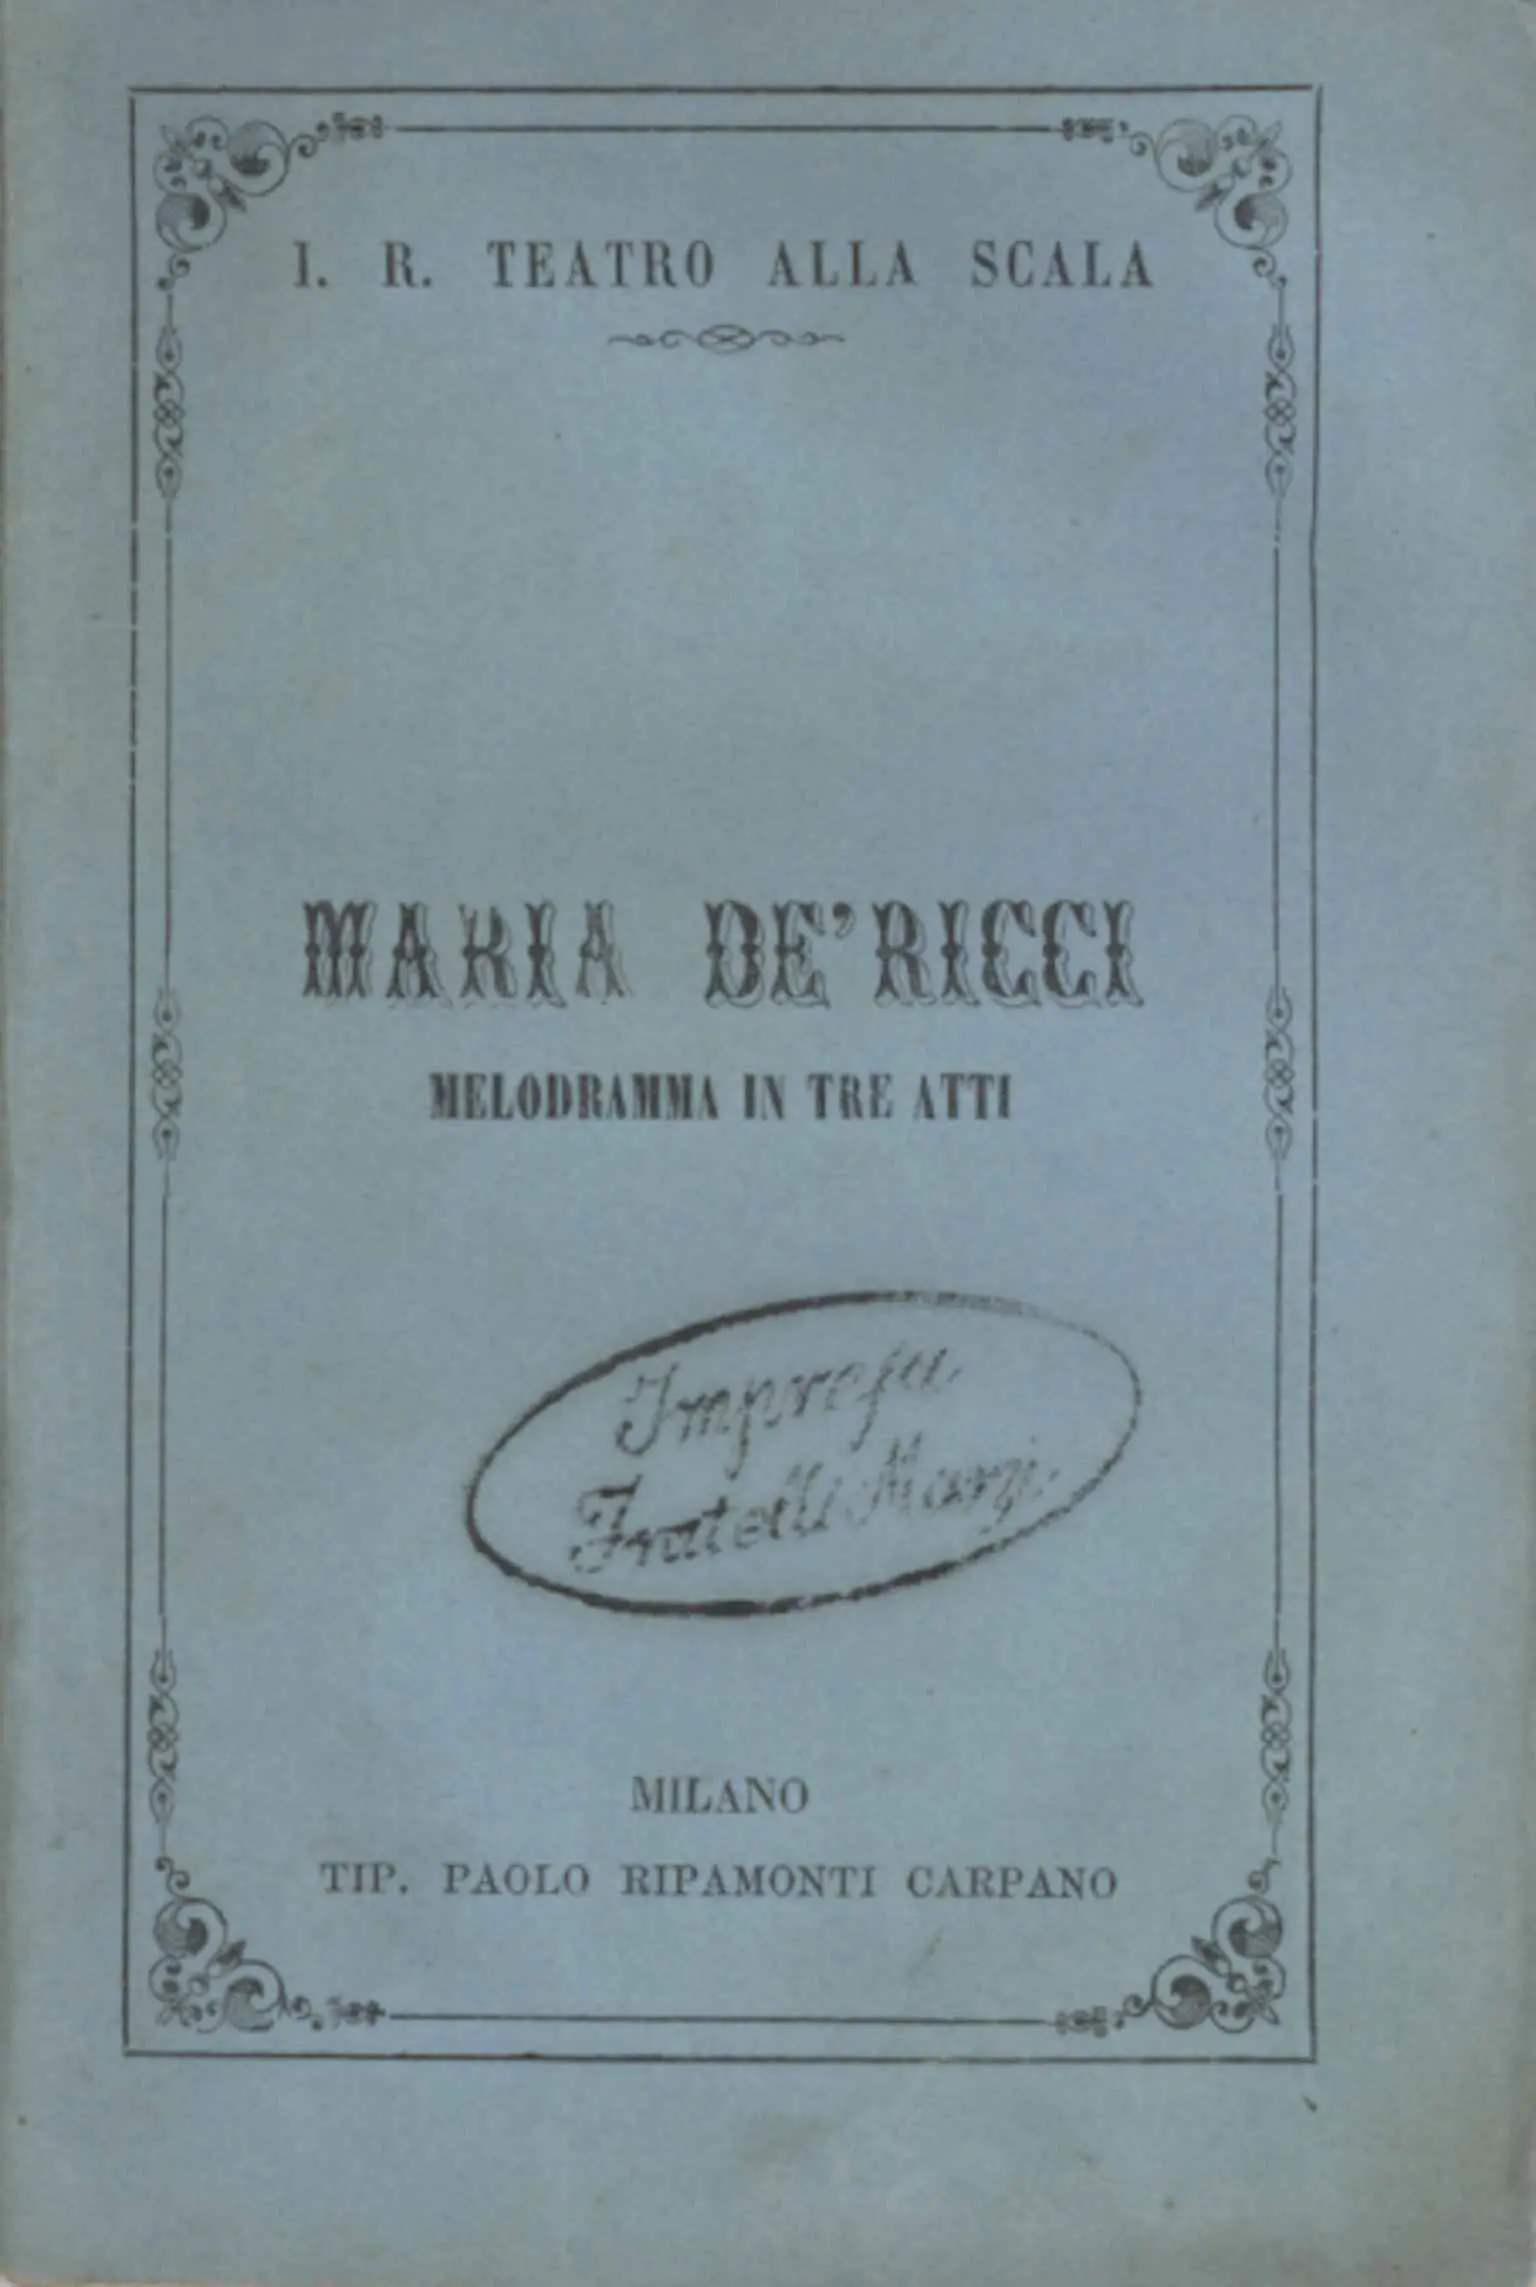 I. R. TEATRO ALLA SCALA
MARIA DE' RICCI
MELODRAMMA IN TRE ATTI
Impresa
Fratelli Marzi
MILANO
TIP. PAOLO RIPAMONTI CARPANO